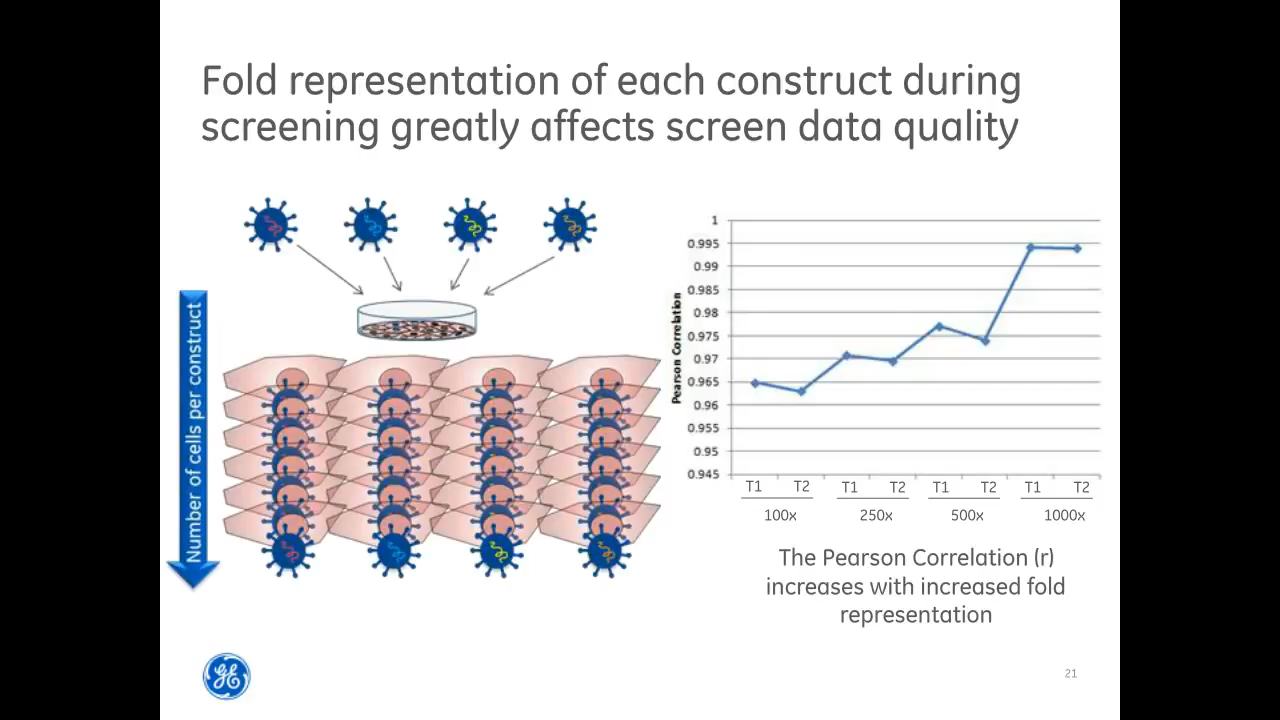 Fold representation of each construct during
screening greatly affects screen data quality
Number of cells per construct
Pearson Correlation
1
0.995
0.99
0.985
0.98
0.975
0.97
0.965
0.96
0.955
0.95
0.945
T1 T2 T1 T2 T1 T2 T1 T2
100x 250x 500x 1000x
The Pearson Correlation (r)
increases with increased fold
representation
GE
21